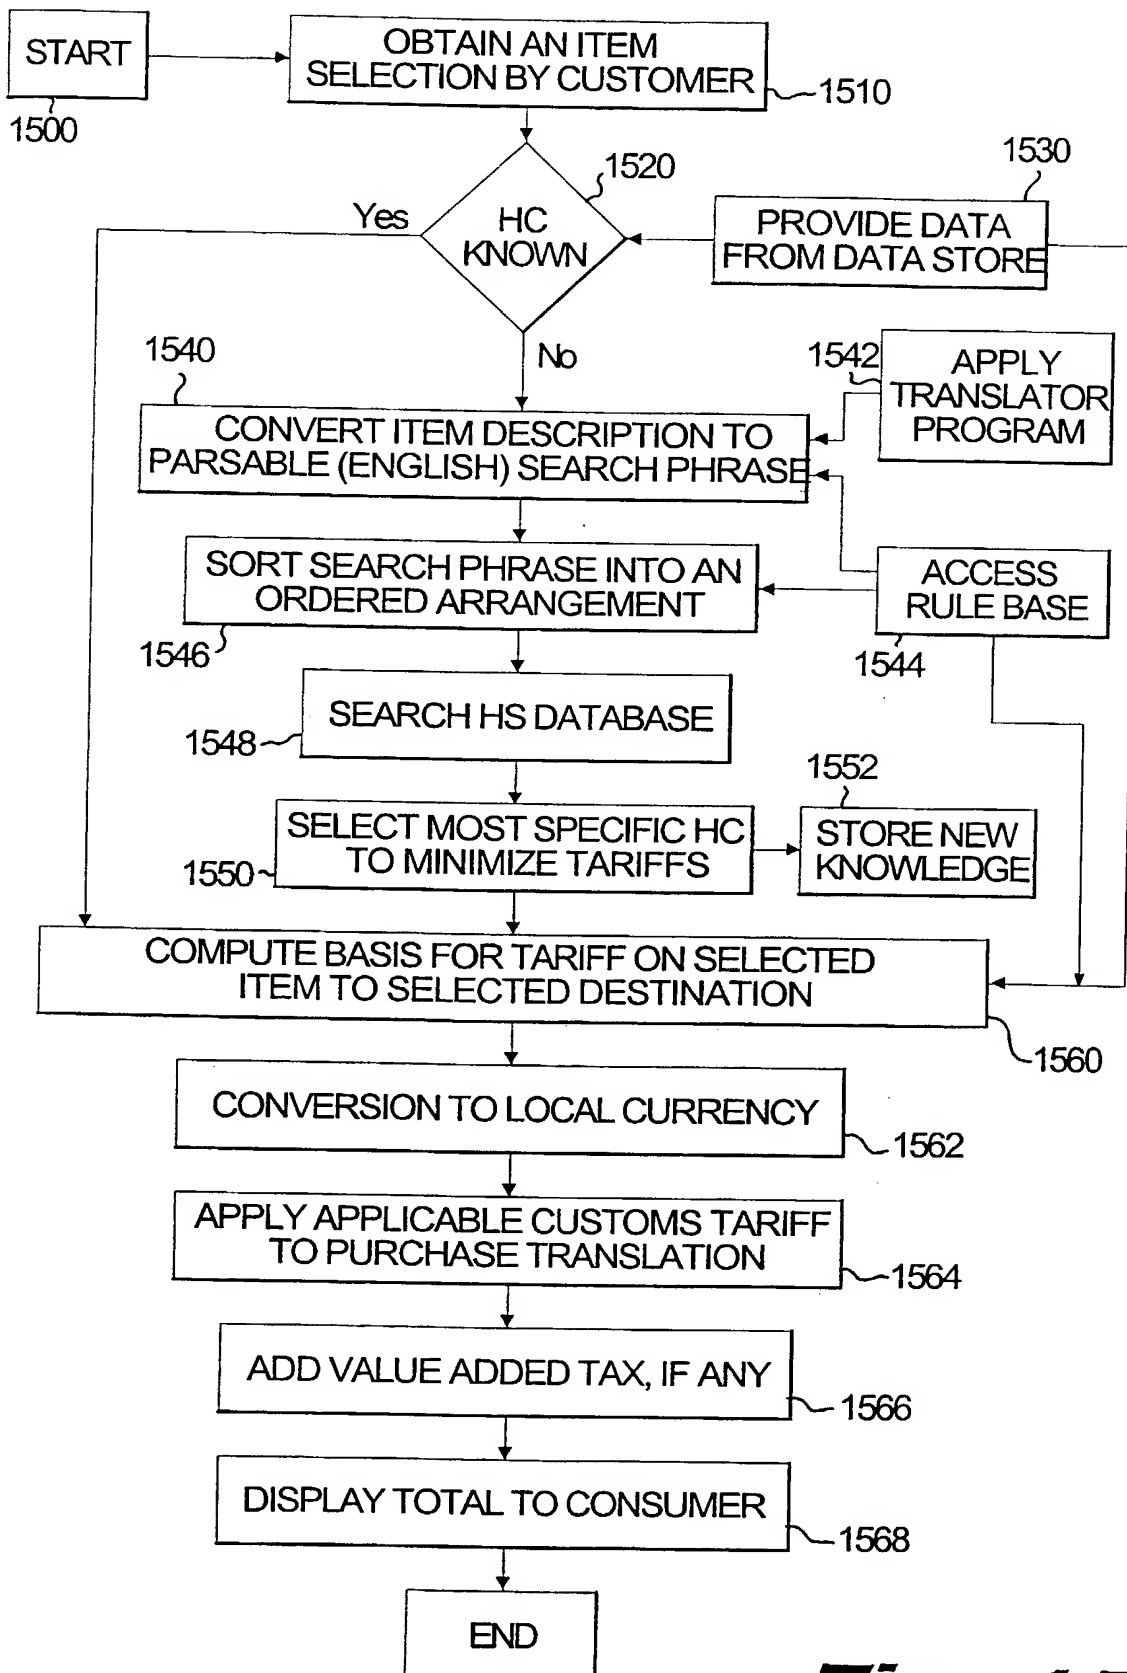 START
1500
OBTAIN AN ITEM
SELECTION BY CUSTOMER
1510
1520
HC
KNOWN
Yes
No
1530
PROVIDE DATA
FROM DATA STORE
1540
CONVERT ITEM DESCRIPTION TO
PARSABLE (ENGLISH) SEARCH PHRASE
1542
APPLY
TRANSLATOR
PROGRAM
SORT SEARCH PHRASE INTO AN
ORDERED ARRANGEMENT
1546
ACCESS
RULE BASE
1544
SEARCH HS DATABASE
1548
SELECT MOST SPECIFIC HC
TO MINIMIZE TARIFFS
1550
1552
STORE NEW
KNOWLEDGE
COMPUTE BASIS FOR TARIFF ON SELECTED
ITEM TO SELECTED DESTINATION
1560
CONVERSION TO LOCAL CURRENCY
1562
APPLY APPLICABLE CUSTOMS TARIFF
TO PURCHASE TRANSLATION
1564
ADD VALUE ADDED TAX, IF ANY
1566
DISPLAY TOTAL TO CONSUMER
1568
END